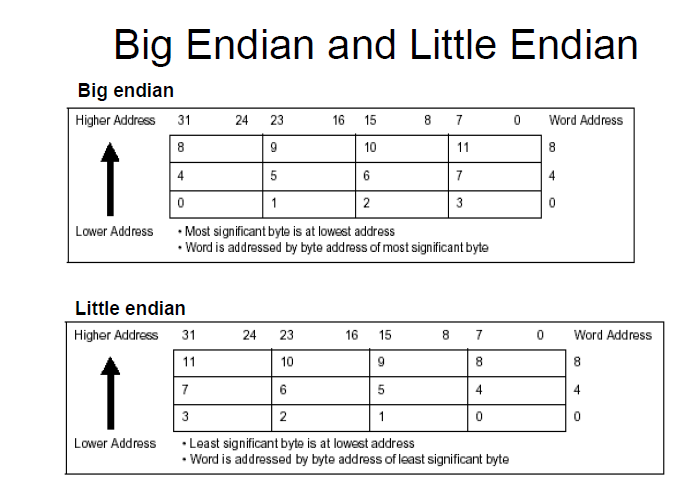 Big Endian and Little Endian
Big endian
Higher Address 31 24 23 16 15 8 7 0 Word Address
8 9 10 11 8
4 5 6 7 4
0 1 2 3 0
Lower Address • Most significant byte is at lowest address
• Word is addressed by byte address of most significant byte
Little endian
Higher Address 31 24 23 16 15 8 7 0 Word Address
11 10 9 8 8
7 6 5 4 4
3 2 1 0 0
Lower Address • Least significant byte is at lowest address
• Word is addressed by byte address of least significant byte